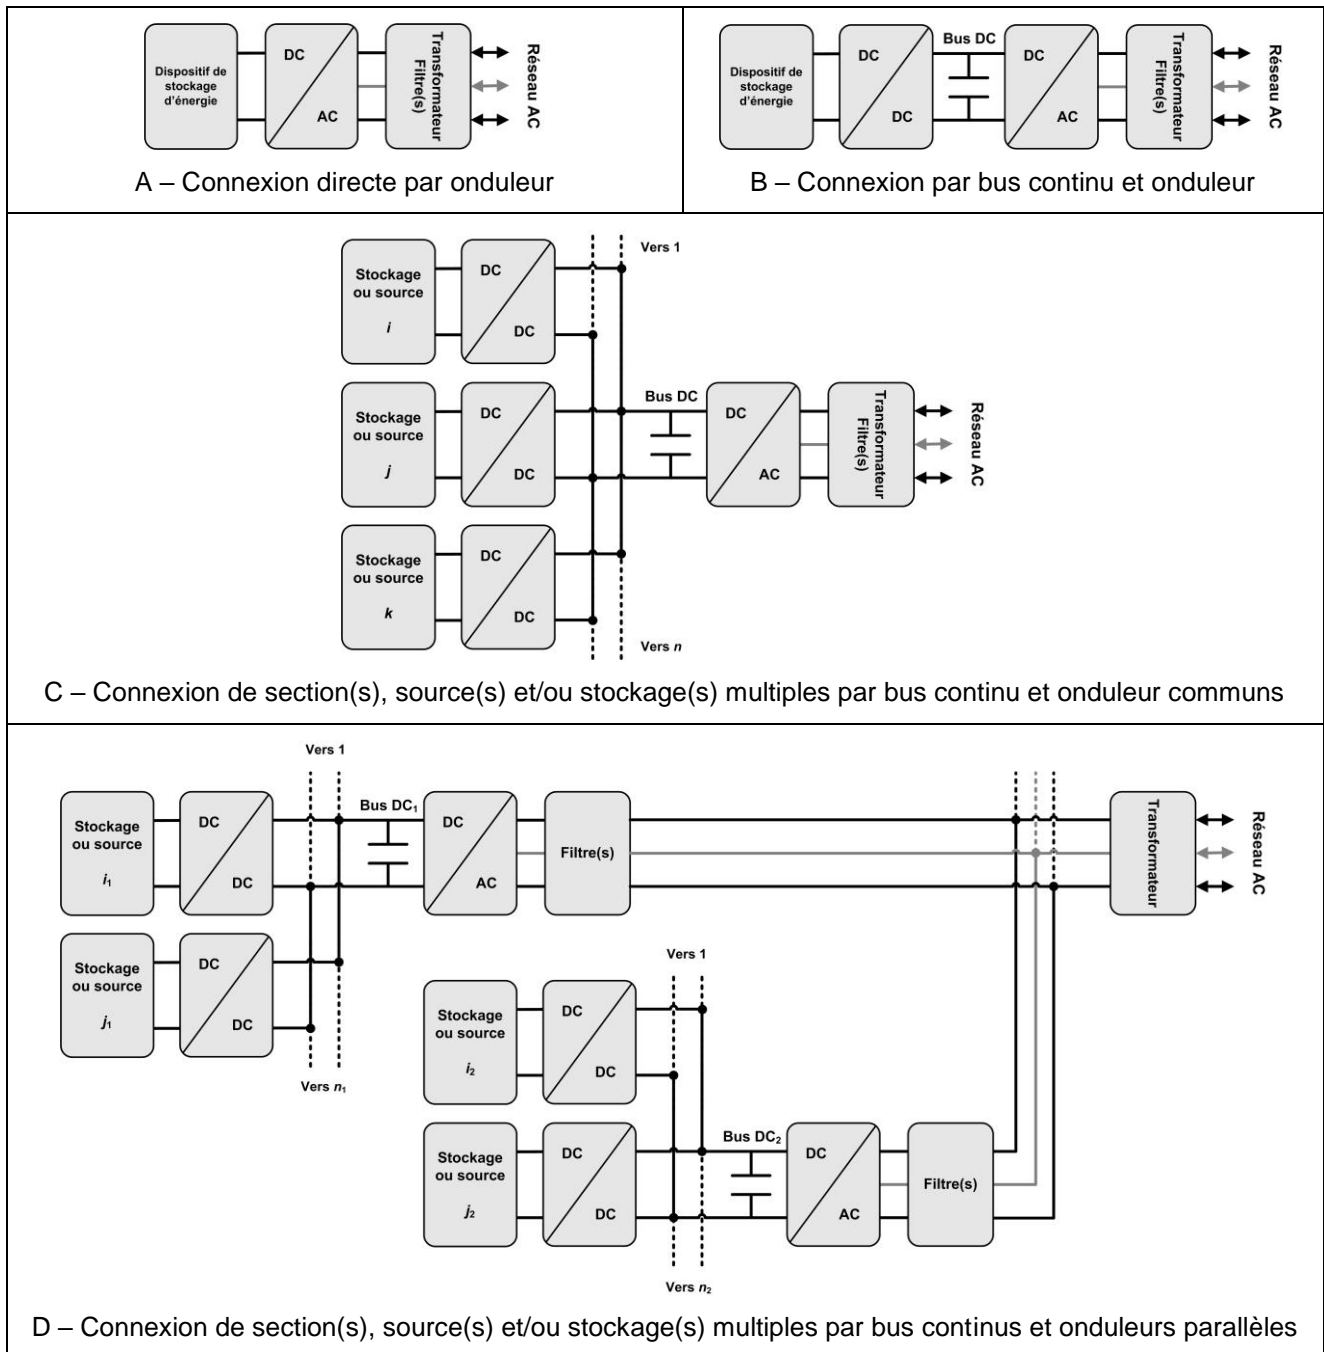 Dispositif de
stockage
d'énergie
DC
AC
Transformateur
Filtre(s)
Réseau AC
A – Connexion directe par onduleur
Dispositif de
stockage
d'énergie
DC
DC
Bus DC
DC
AC
Transformateur
Filtre(s)
Réseau AC
B – Connexion par bus continu et onduleur
Vers 1
Stockage
ou source
i
DC
DC
Stockage
ou source
j
DC
DC
Bus DC
DC
AC
Transformateur
Filtre(s)
Réseau AC
Stockage
ou source
k
DC
DC
Vers n
C – Connexion de section(s), source(s) et/ou stockage(s) multiples par bus continu et onduleur communs
Vers 1
Stockage
ou source
i₁
DC
DC
Bus DC₁
DC
AC
Filtre(s)
Transformateur
Réseau AC
Stockage
ou source
j₁
DC
DC
Vers n₁
Vers 1
Stockage
ou source
i₂
DC
DC
Stockage
ou source
j₂
DC
DC
Bus DC₂
DC
AC
Filtre(s)
Vers n₂
D – Connexion de section(s), source(s) et/ou stockage(s) multiples par bus continus et onduleurs parallèles